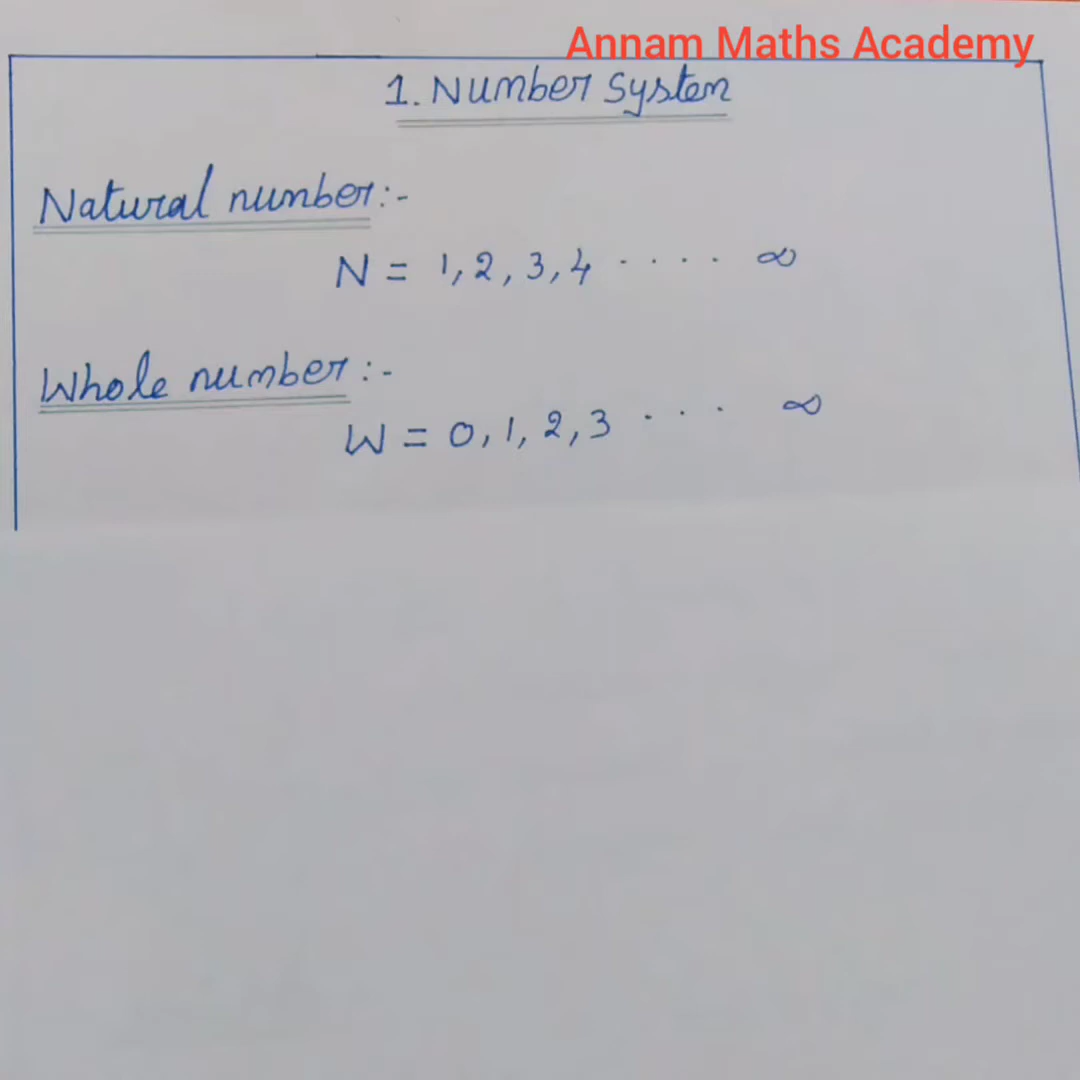 Annam Maths Academy
1. Number System
Natural number:-
N = 1, 2, 3, 4 ..... ∞
Whole number:-
W = 0, 1, 2, 3 ... ∞